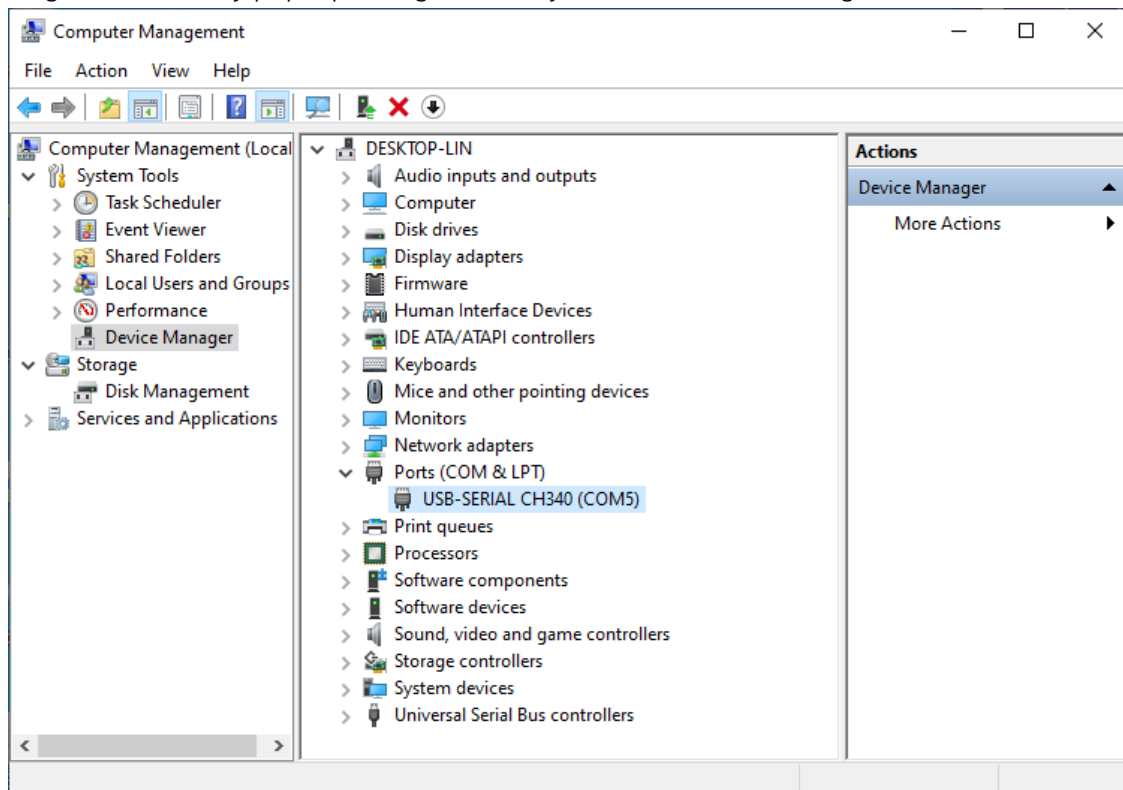 Computer Management
File Action View Help
Computer Management (Local
System Tools
Task Scheduler
Event Viewer
Shared Folders
Local Users and Groups
Performance
Device Manager
Storage
Disk Management
Services and Applications
DESKTOP-LIN
Audio inputs and outputs
Computer
Disk drives
Display adapters
Firmware
Human Interface Devices
IDE ATA/ATAPI controllers
Keyboards
Mice and other pointing devices
Monitors
Network adapters
Ports (COM & LPT)
USB-SERIAL CH340 (COM5)
Print queues
Processors
Software components
Software devices
Sound, video and game controllers
Storage controllers
System devices
Universal Serial Bus controllers
Actions
Device Manager
More Actions